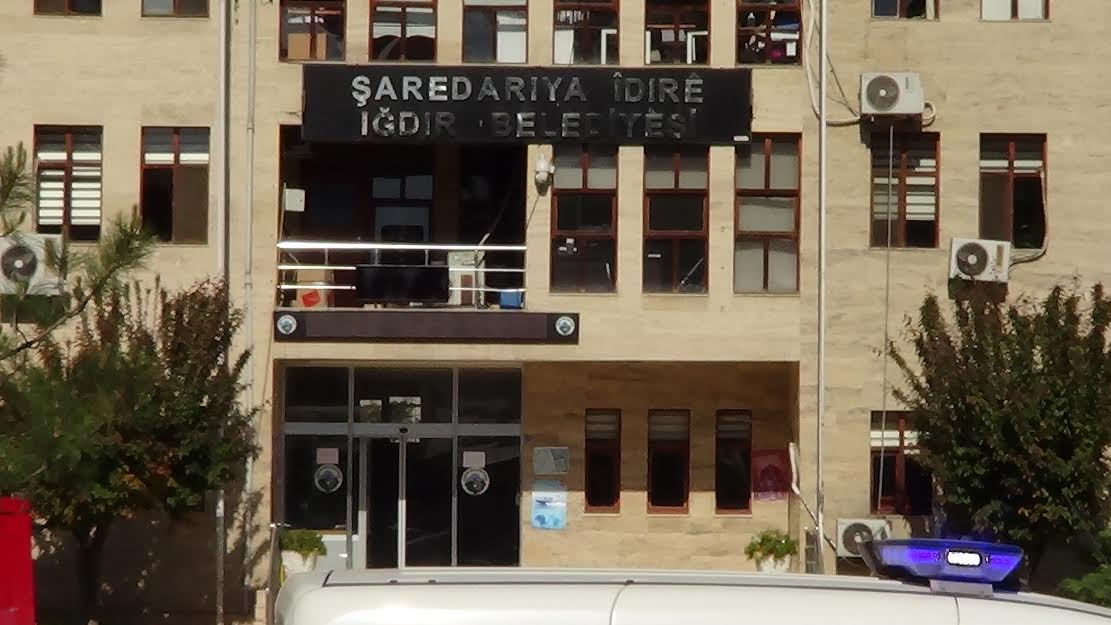 ŞAREDARIYA ÎDIRÊ
IĞDIR BELEDİYESİ